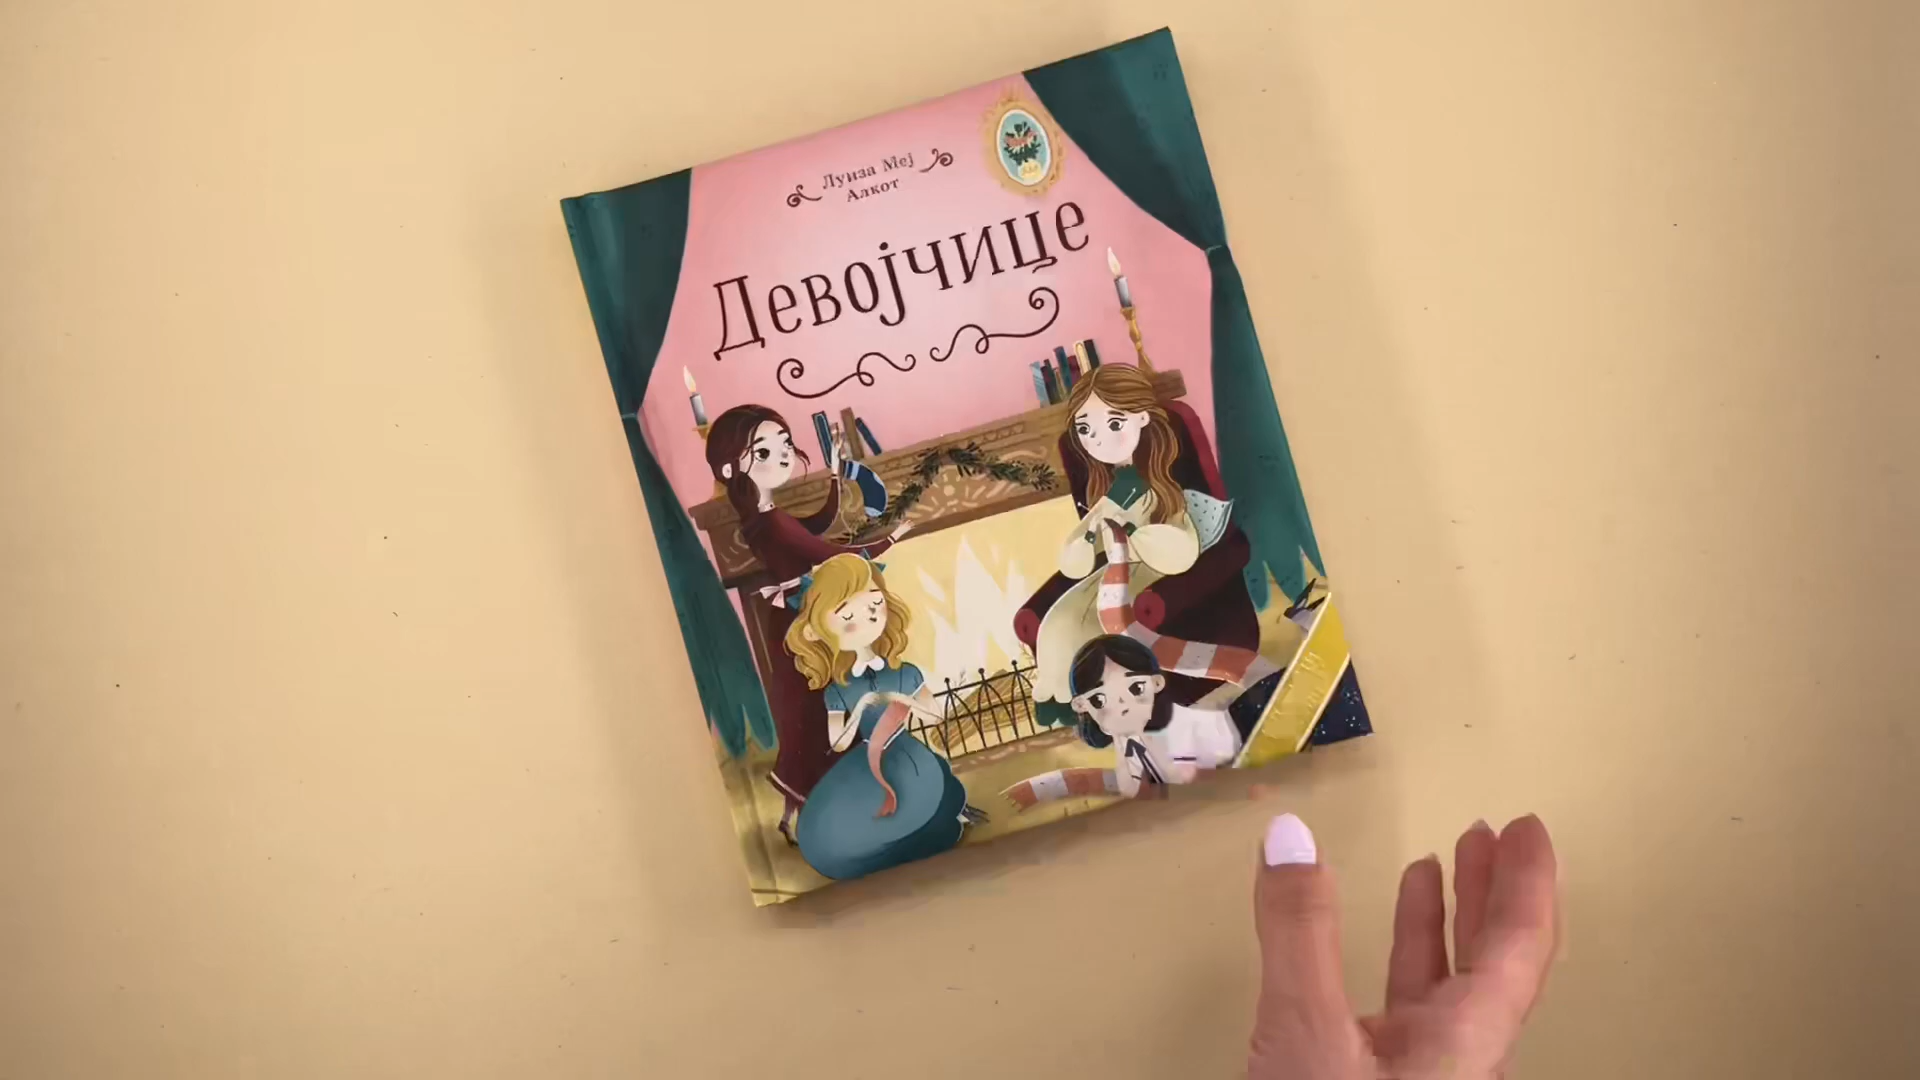 Луиза Меј
Алкот
Девојчице